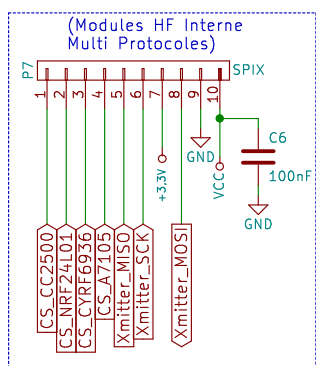 (Modules HF Interne
Multi Protocoles)
P7
SPIX
1
2
3
4
5
6
7
8
9
10
C6
100nF
GND
+3,3V
VCC
GND
CS_CC2500
CS_NRF24L01
CS_CYRF6936
CS_A7105
Xmitter_MISO
Xmitter_SCK
Xmitter_MOSI